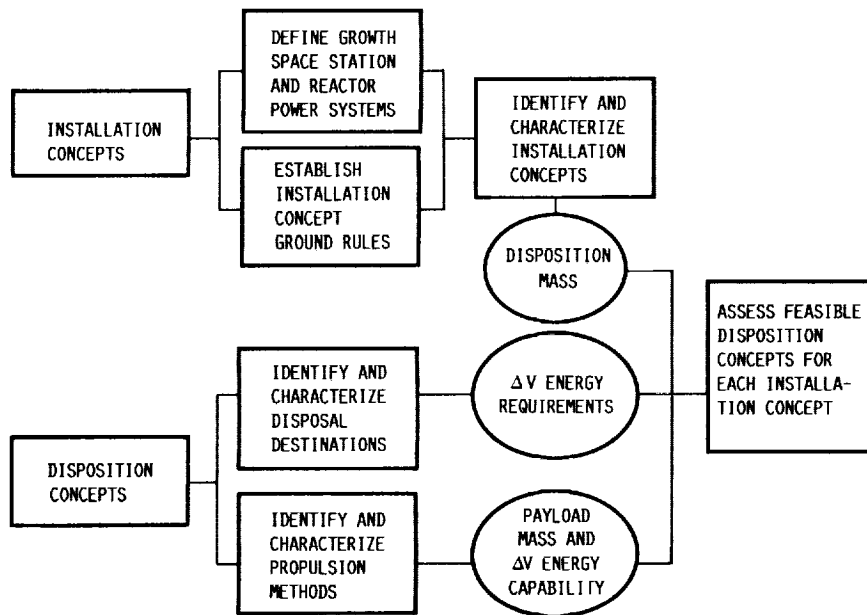 INSTALLATION
CONCEPTS
DEFINE GROWTH
SPACE STATION
AND REACTOR
POWER SYSTEMS
ESTABLISH
INSTALLATION
CONCEPT
GROUND RULES
IDENTIFY AND
CHARACTERIZE
INSTALLATION
CONCEPTS
DISPOSITION
MASS
DISPOSITION
CONCEPTS
IDENTIFY AND
CHARACTERIZE
DISPOSAL
DESTINATIONS
ΔV ENERGY
REQUIREMENTS
IDENTIFY AND
CHARACTERIZE
PROPULSION
METHODS
PAYLOAD
MASS AND
ΔV ENERGY
CAPABILITY
ASSESS FEASIBLE
DISPOSITION
CONCEPTS FOR
EACH INSTALLA-
TION CONCEPT